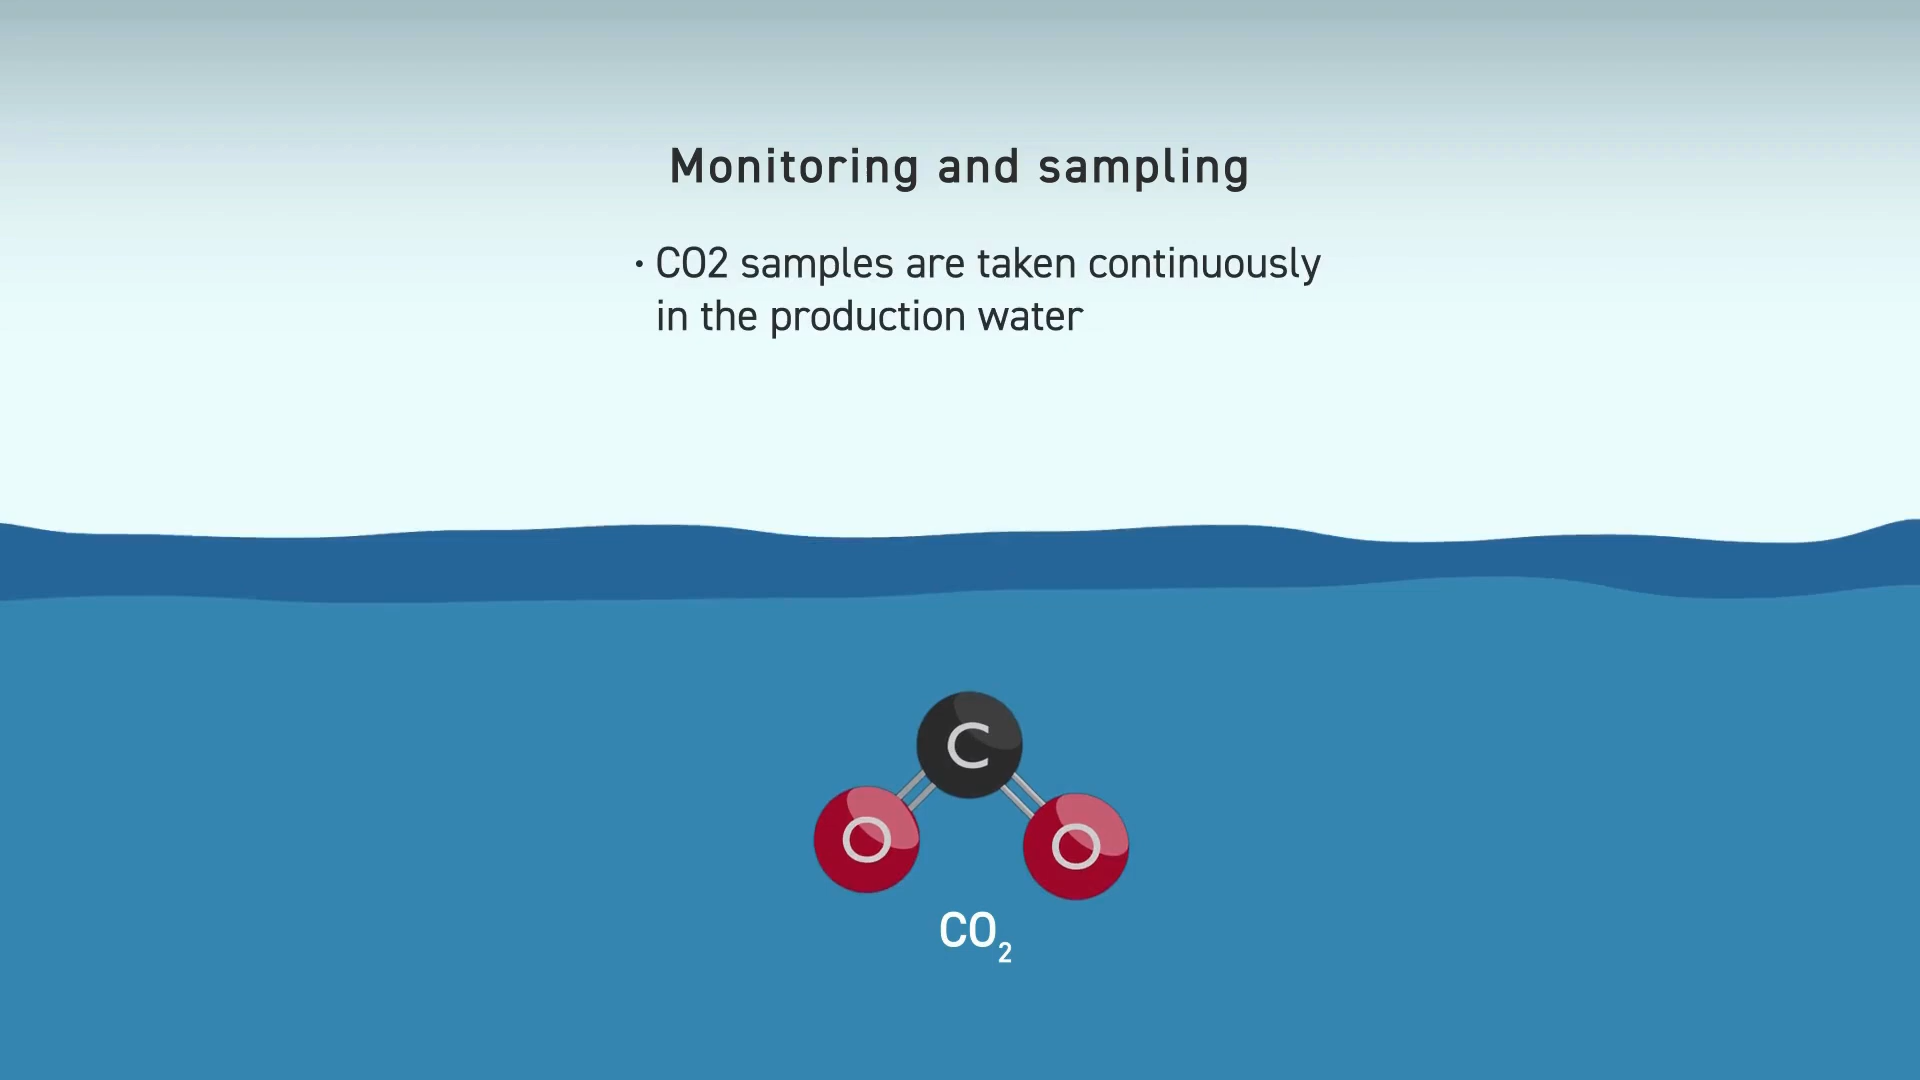 Monitoring and sampling
· CO2 samples are taken continuously
in the production water
C
O
O
CO₂